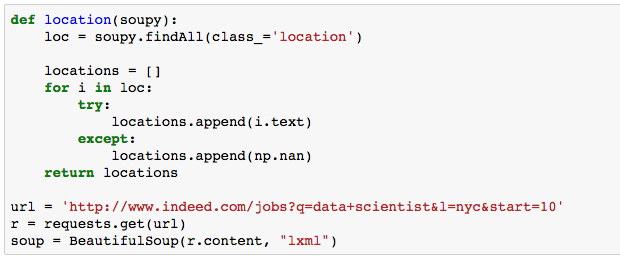 def location(soupy):
    loc = soupy.findAll(class_='location')

    locations = []
    for i in loc:
        try:
            locations.append(i.text)
        except:
            locations.append(np.nan)
    return locations

url = 'http://www.indeed.com/jobs?q=data+scientist&l=nyc&start=10'
r = requests.get(url)
soup = BeautifulSoup(r.content, "lxml")